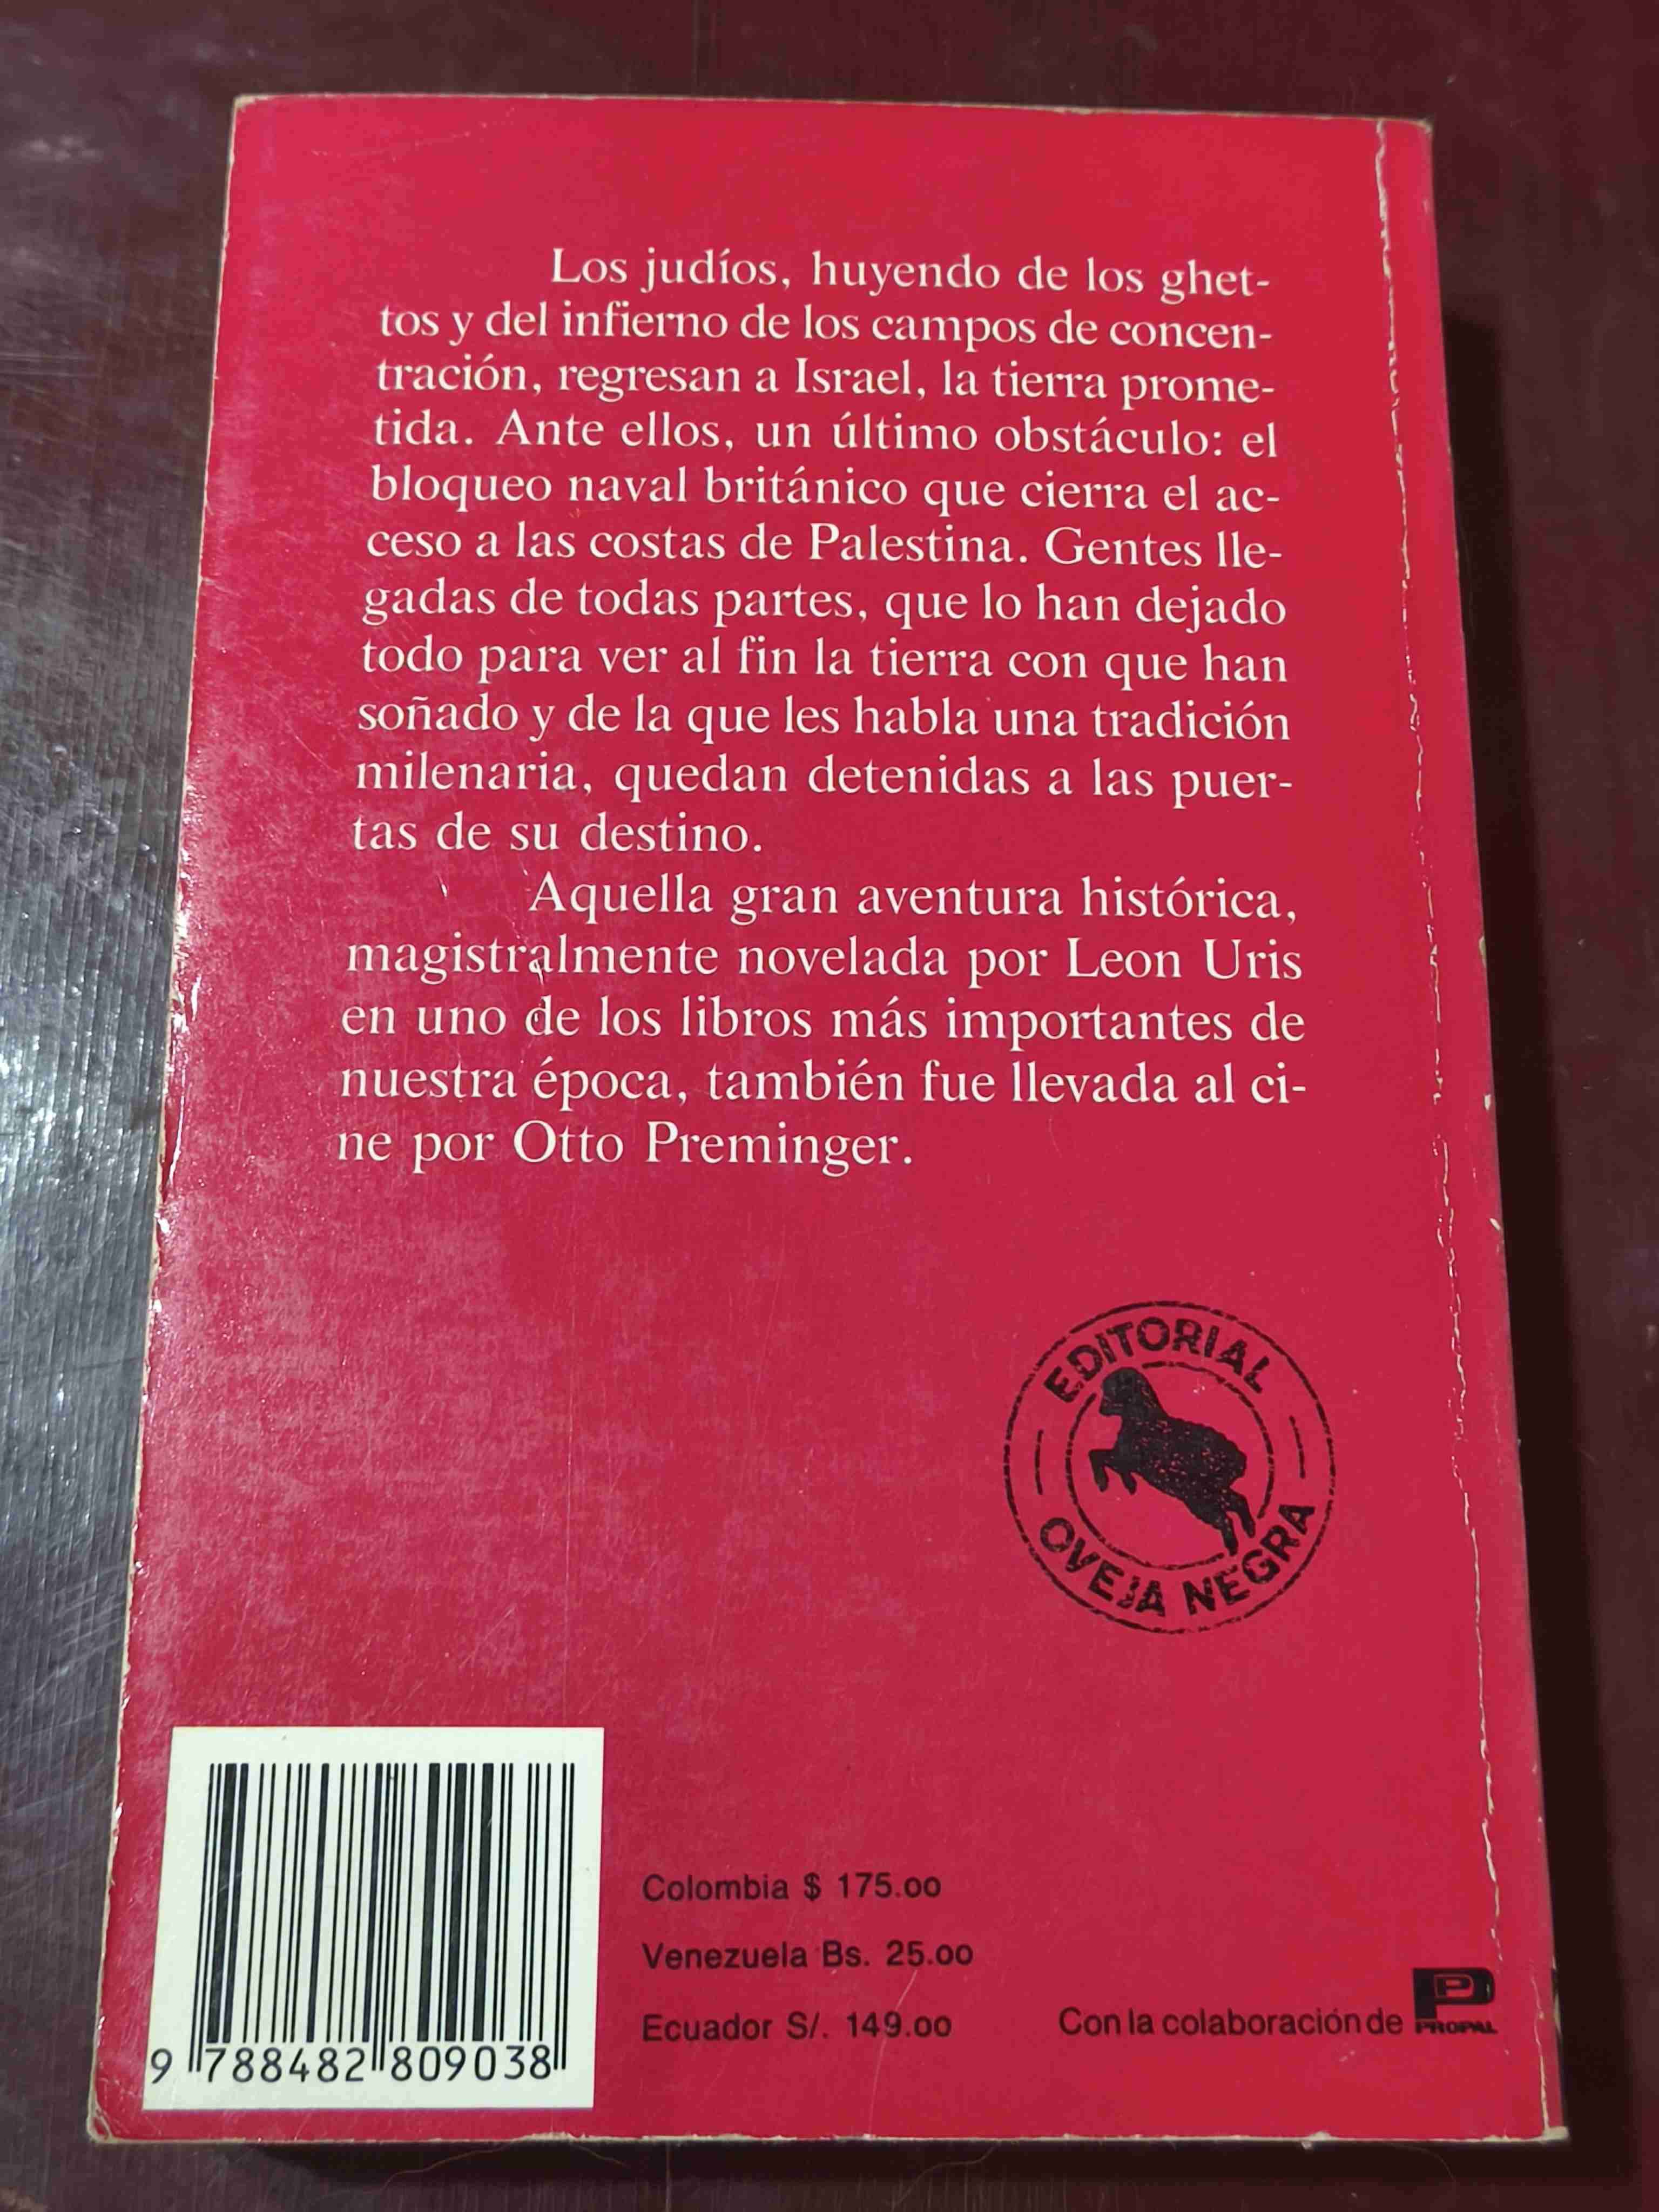 Los judíos, huyendo de los ghet-
tos y del infierno de los campos de concen-
tración, regresan a Israel, la tierra prome-
tida. Ante ellos, un último obstáculo: el
bloqueo naval británico que cierra el ac-
ceso a las costas de Palestina. Gentes lle-
gadas de todas partes, que lo han dejado
todo para ver al fin la tierra con que han
soñado y de la que les habla una tradición
milenaria, quedan detenidas a las puer-
tas de su destino.
Aquella gran aventura histórica,
magistralmente novelada por Leon Uris
en uno de los libros más importantes de
nuestra época, también fue llevada al ci-
ne por Otto Preminger.
EDITORIAL
OVEJA NEGRA
Colombia $ 175.00
Venezuela Bs. 25.00
Ecuador S/. 149.00
Con la colaboración de PROPAL
9 788482 809038